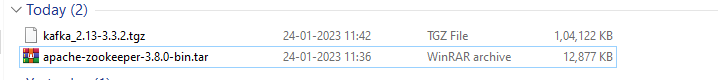 Today (2)
kafka_2.13-3.3.2.tgz 24-01-2023 11:42 TGZ File 1,04,122 KB
apache-zookeeper-3.8.0-bin.tar 24-01-2023 11:36 WinRAR archive 12,877 KB